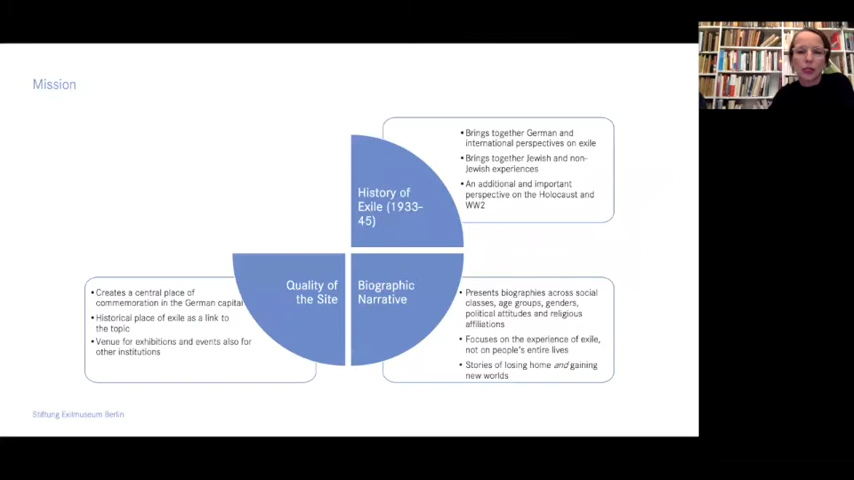 Mission
• Brings together German and
international perspectives on exile
• Brings together Jewish and non-
Jewish experiences
• An additional and important
perspective on the Holocaust and
WW2
History of
Exile (1933–
45)
Quality of
the Site
Biographic
Narrative
• Creates a central place of
commemoration in the German capital
• Historical place of exile as a link to
the topic
• Venue for exhibitions and events also for
other institutions
• Presents biographies across social
classes, age groups, genders,
political attitudes and religious
affiliations
• Focuses on the experience of exile,
not on people's entire lives
• Stories of losing home and gaining
new worlds
Stiftung Exilmuseum Berlin